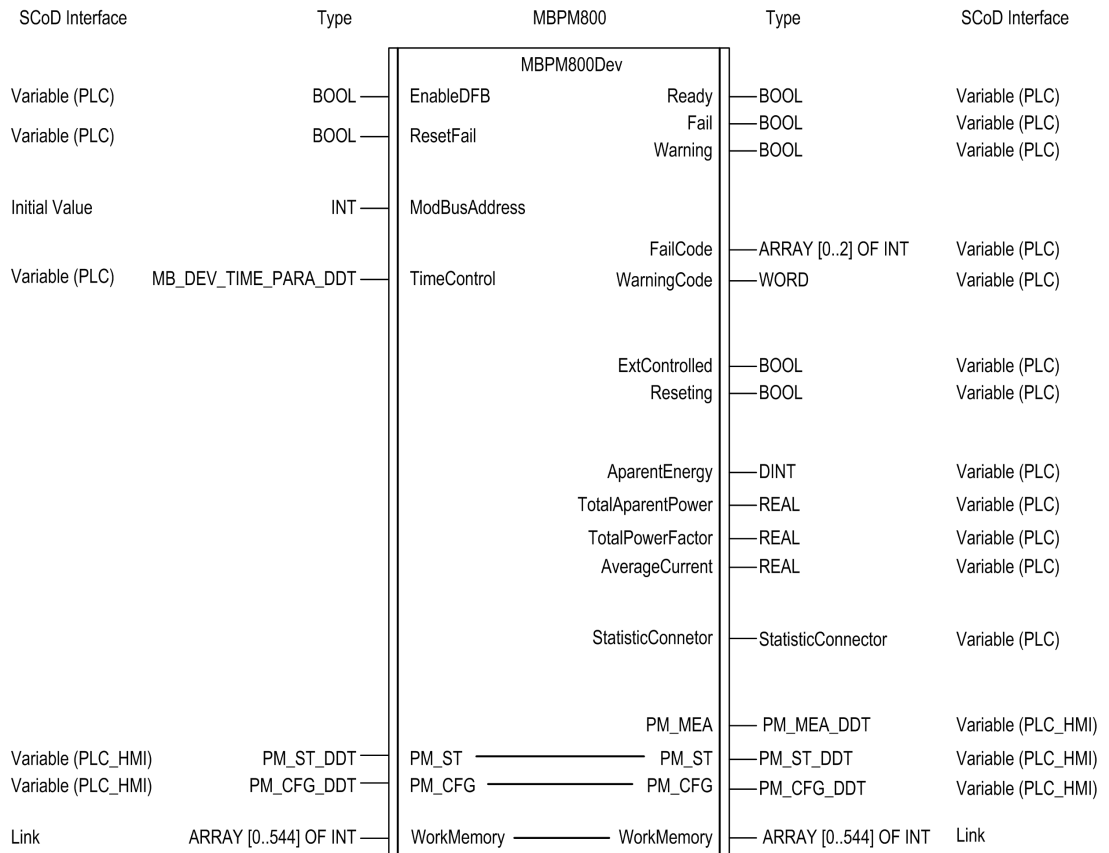 SCoD Interface Type MBPM800 Type SCoD Interface
MBPM800Dev
Variable (PLC) BOOL EnableDFB Ready BOOL Variable (PLC)
Fail BOOL Variable (PLC)
Variable (PLC) BOOL ResetFail
Warning BOOL Variable (PLC)
Initial Value INT ModBusAddress
FailCode ARRAY [0..2] OF INT Variable (PLC)
Variable (PLC) MB_DEV_TIME_PARA_DDT TimeControl WarningCode WORD Variable (PLC)
ExtControlled BOOL Variable (PLC)
Reseting BOOL Variable (PLC)
AparentEnergy DINT Variable (PLC)
TotalAparentPower REAL Variable (PLC)
TotalPowerFactor REAL Variable (PLC)
AverageCurrent REAL Variable (PLC)
StatisticConnetor StatisticConnector Variable (PLC)
PM_MEA PM_MEA_DDT Variable (PLC_HMI)
Variable (PLC_HMI) PM_ST_DDT PM_ST PM_ST PM_ST_DDT Variable (PLC_HMI)
Variable (PLC_HMI) PM_CFG_DDT PM_CFG PM_CFG PM_CFG_DDT Variable (PLC_HMI)
Link ARRAY [0..544] OF INT WorkMemory WorkMemory ARRAY [0..544] OF INT Link